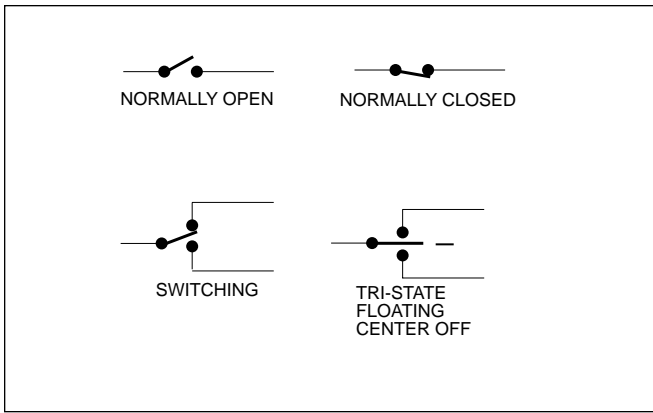 NORMALLY OPEN
NORMALLY CLOSED
SWITCHING
TRI-STATE
FLOATING
CENTER OFF